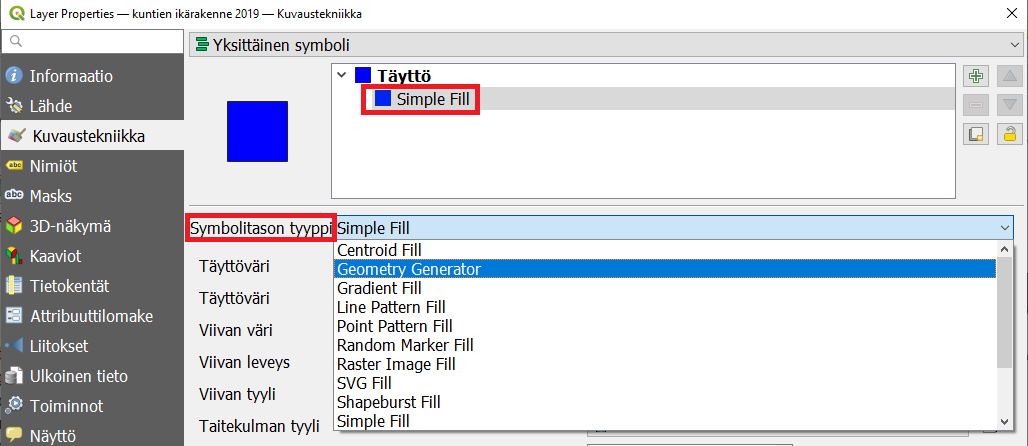 Layer Properties — kuntien ikärakenne 2019 — Kuvaustekniikka
Yksittäinen symboli
Informaatio
Lähde
Kuvaustekniikka
abc Nimiöt
abc Masks
3D-näkymä
Kaaviot
Tietokentät
Attribuuttilomake
Liitokset
Ulkoinen tieto
Toiminnot
Näyttö
Täyttö
Simple Fill
Symbolitason tyyppi Simple Fill
Täyttöväri
Täyttöväri
Viivan väri
Viivan leveys
Viivan tyyli
Taitekulman tyyli
Centroid Fill
Geometry Generator
Gradient Fill
Line Pattern Fill
Point Pattern Fill
Random Marker Fill
Raster Image Fill
SVG Fill
Shapeburst Fill
Simple Fill